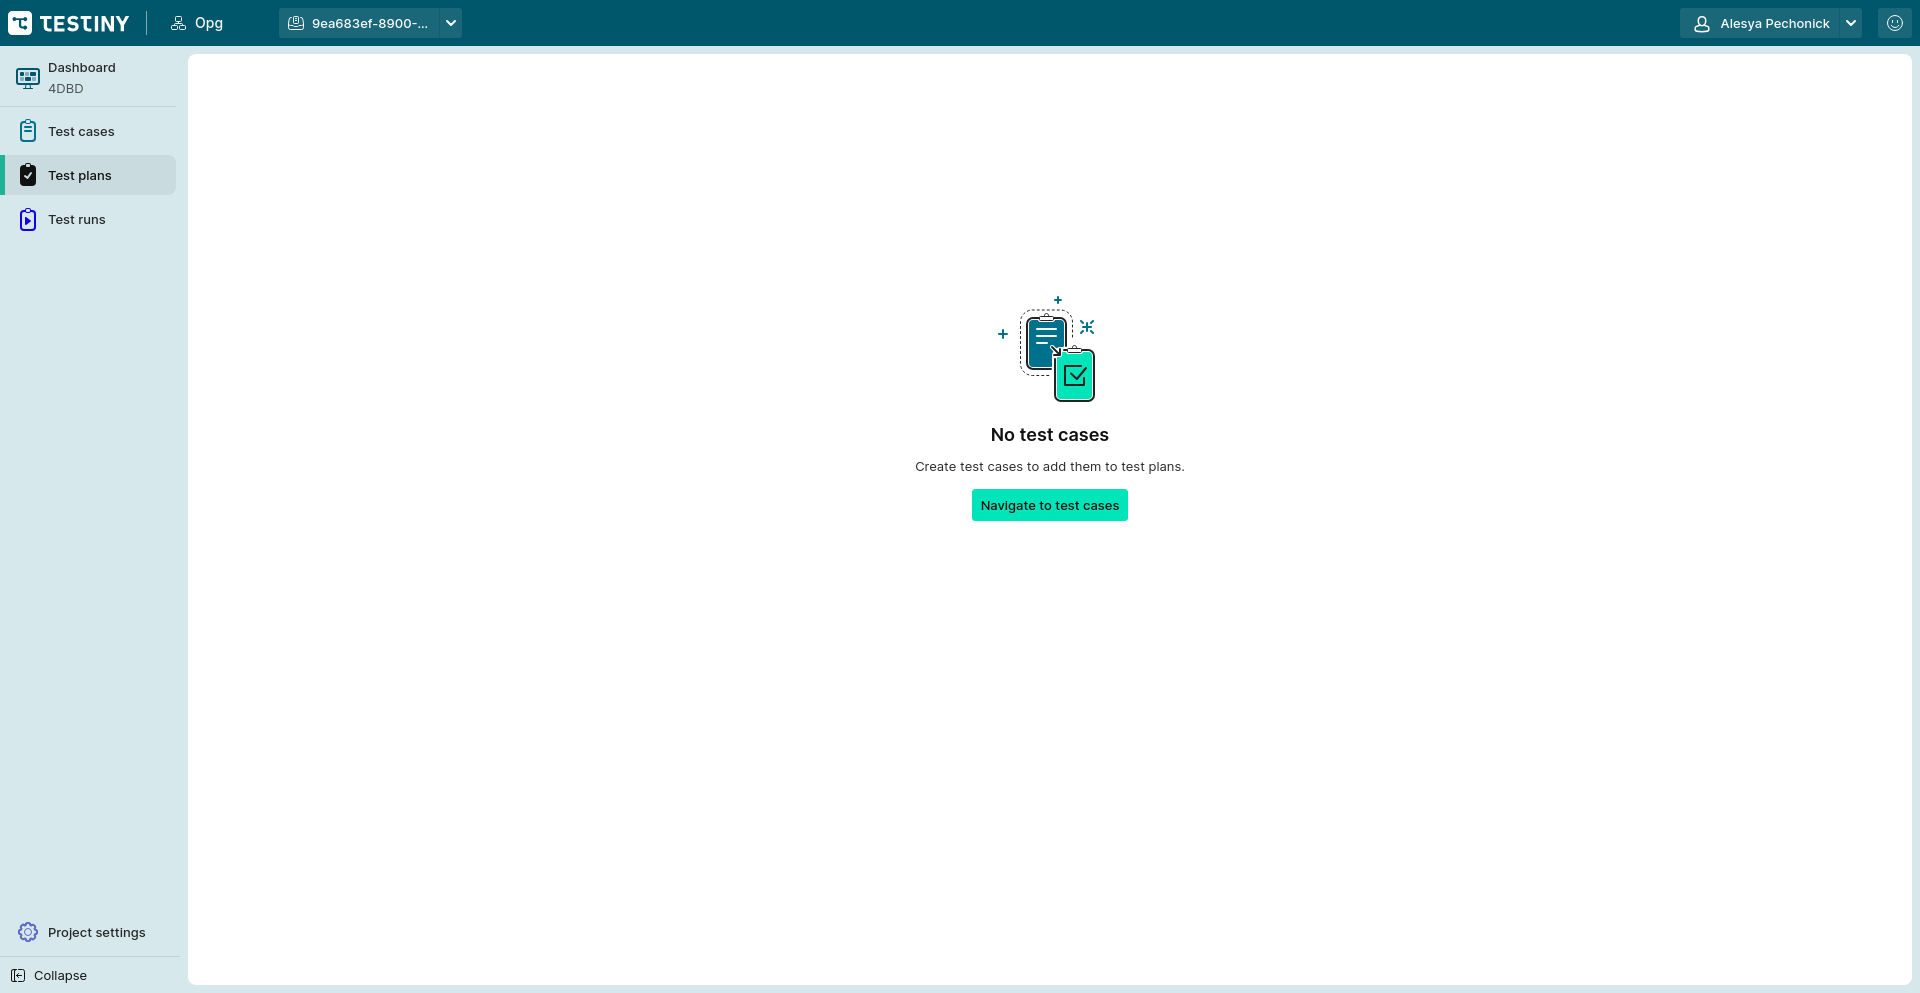 TESTINY
Opg
9ea683ef-8900-...
Alesya Pechonick
Dashboard
4DBD
Test cases
Test plans
Test runs
No test cases
Create test cases to add them to test plans.
Navigate to test cases
Project settings
Collapse